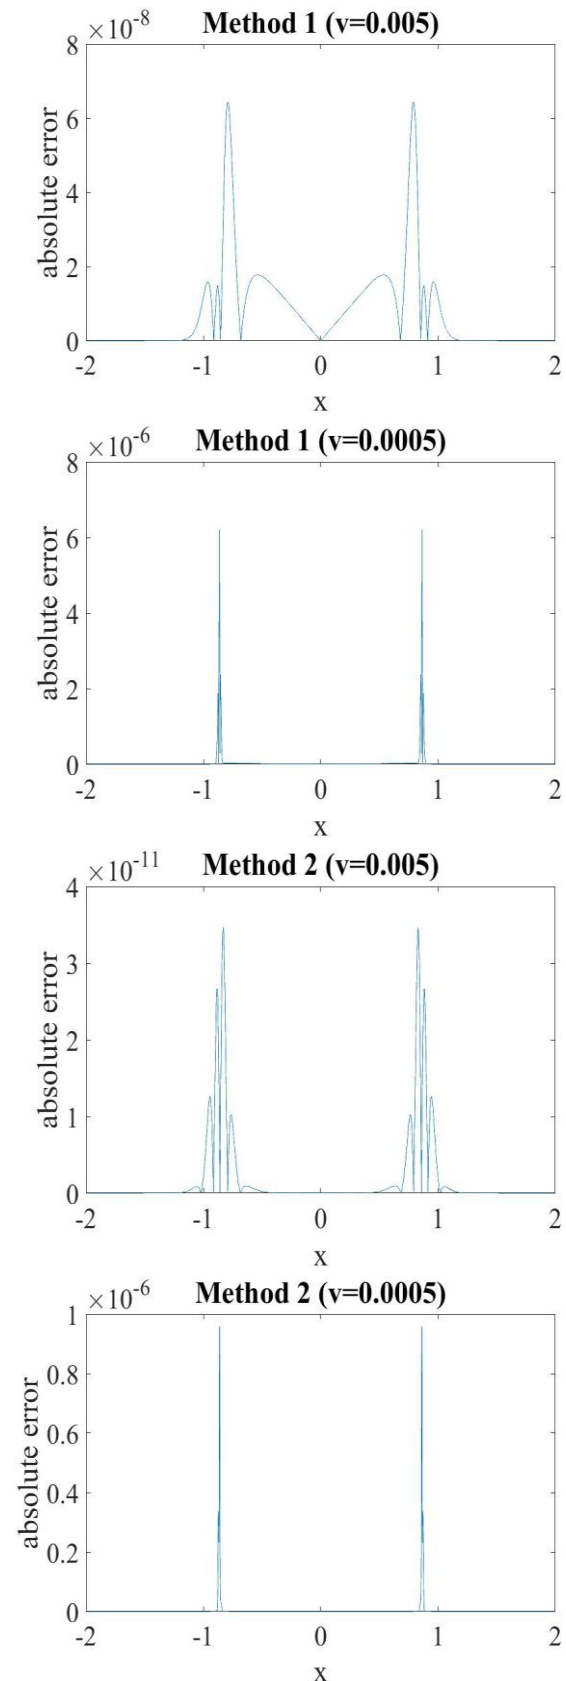 ×10-8 Method 1 (v=0.005)
8
6
4
2
0
absolute error
-2 -1 0 1 2
x
×10-6 Method 1 (v=0.0005)
8
6
4
2
0
absolute error
-2 -1 0 1 2
x
×10-11 Method 2 (v=0.005)
4
3
2
1
0
absolute error
-2 -1 0 1 2
x
×10-6 Method 2 (v=0.0005)
1
0.8
0.6
0.4
0.2
0
absolute error
-2 -1 0 1 2
x